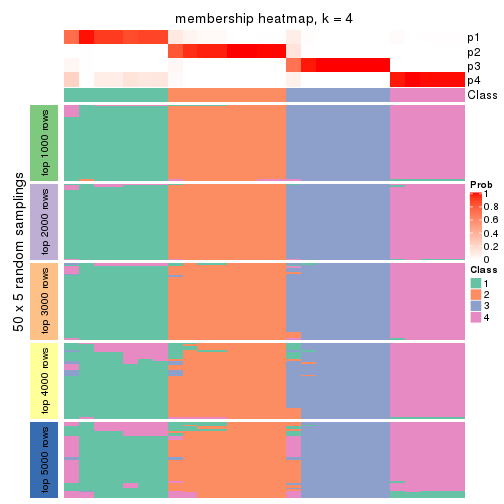 membership heatmap, k = 4
p1
p2
p3
p4
Class
50 x 5 random samplings
top 1000 rows
top 2000 rows
top 3000 rows
top 4000 rows
top 5000 rows
Prob
1
0.8
0.6
0.4
0.2
0
Class
1
2
3
4